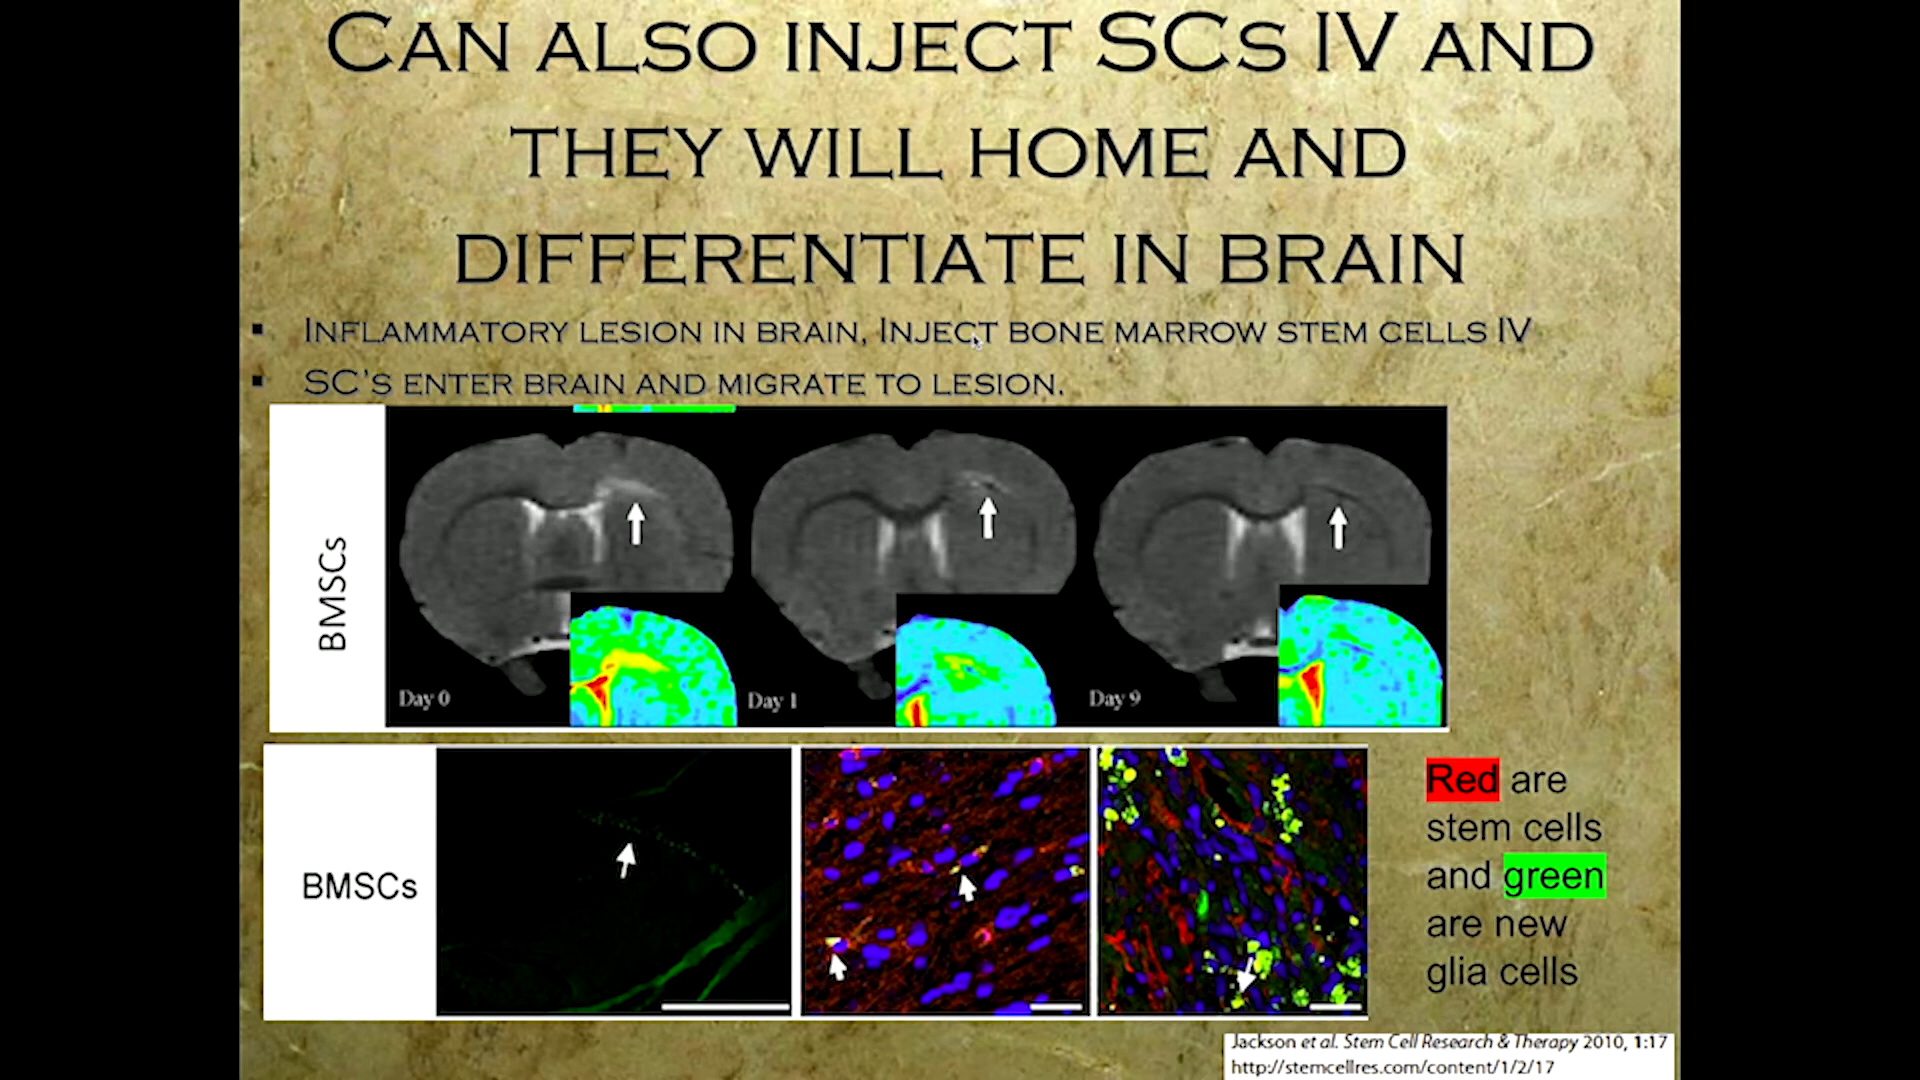 Can also inject SCs IV and
they will home and
differentiate in brain
▪ Inflammatory lesion in brain, Inject bone marrow stem cells IV
▪ SC's enter brain and migrate to lesion.
BMSCs
Day 0
Day 1
Day 9
BMSCs
Red are
stem cells
and green
are new
glia cells
Jackson et al. Stem Cell Research & Therapy 2010, 1:17
http://stemcellres.com/content/1/2/17